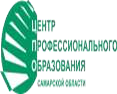 ЦЕНТР
ПРОФЕССИОНАЛЬНОГО
ОБРАЗОВАНИЯ
САМАРСКОЙ ОБЛАСТИ